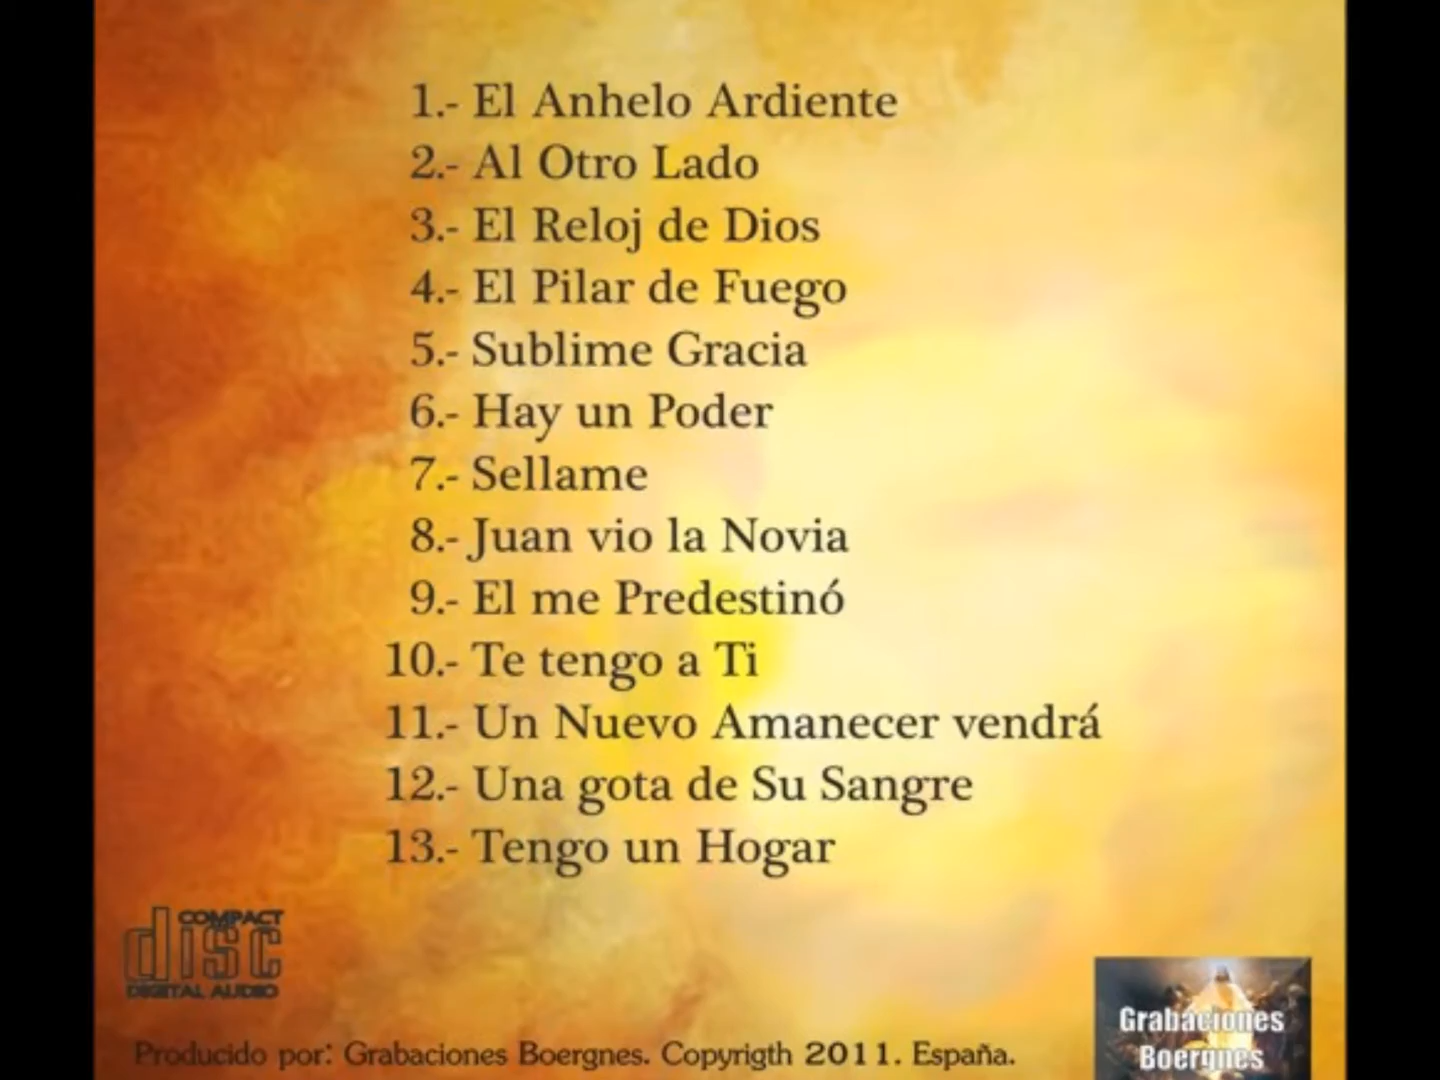 1.- El Anhelo Ardiente
2.- Al Otro Lado
3.- El Reloj de Dios
4.- El Pilar de Fuego
5.- Sublime Gracia
6.- Hay un Poder
7.- Sellame
8.- Juan vio la Novia
9.- El me Predestinó
10.- Te tengo a Ti
11.- Un Nuevo Amanecer vendrá
12.- Una gota de Su Sangre
13.- Tengo un Hogar
COMPACT
disc
DIGITAL AUDIO
Grabaciones
Boergnes
Producido por: Grabaciones Boergnes. Copyrigth 2011. España.